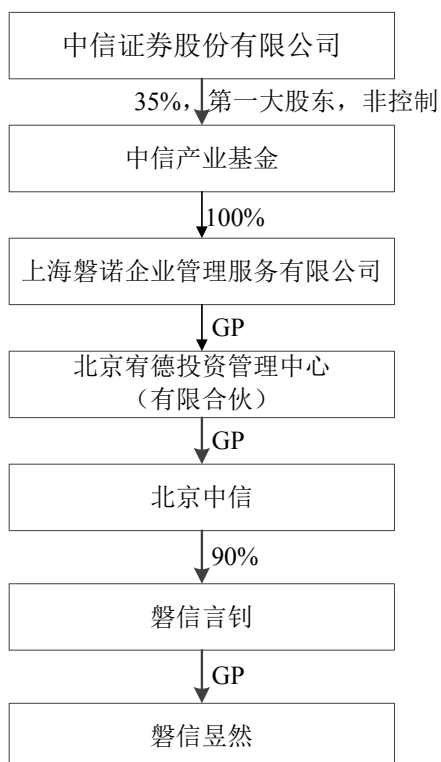 中信证券股份有限公司
35%，第一大股东，非控制
中信产业基金
100%
上海磐诺企业管理服务有限公司
GP
北京宥德投资管理中心
（有限合伙）
GP
北京中信
90%
磐信言钊
GP
磐信昱然